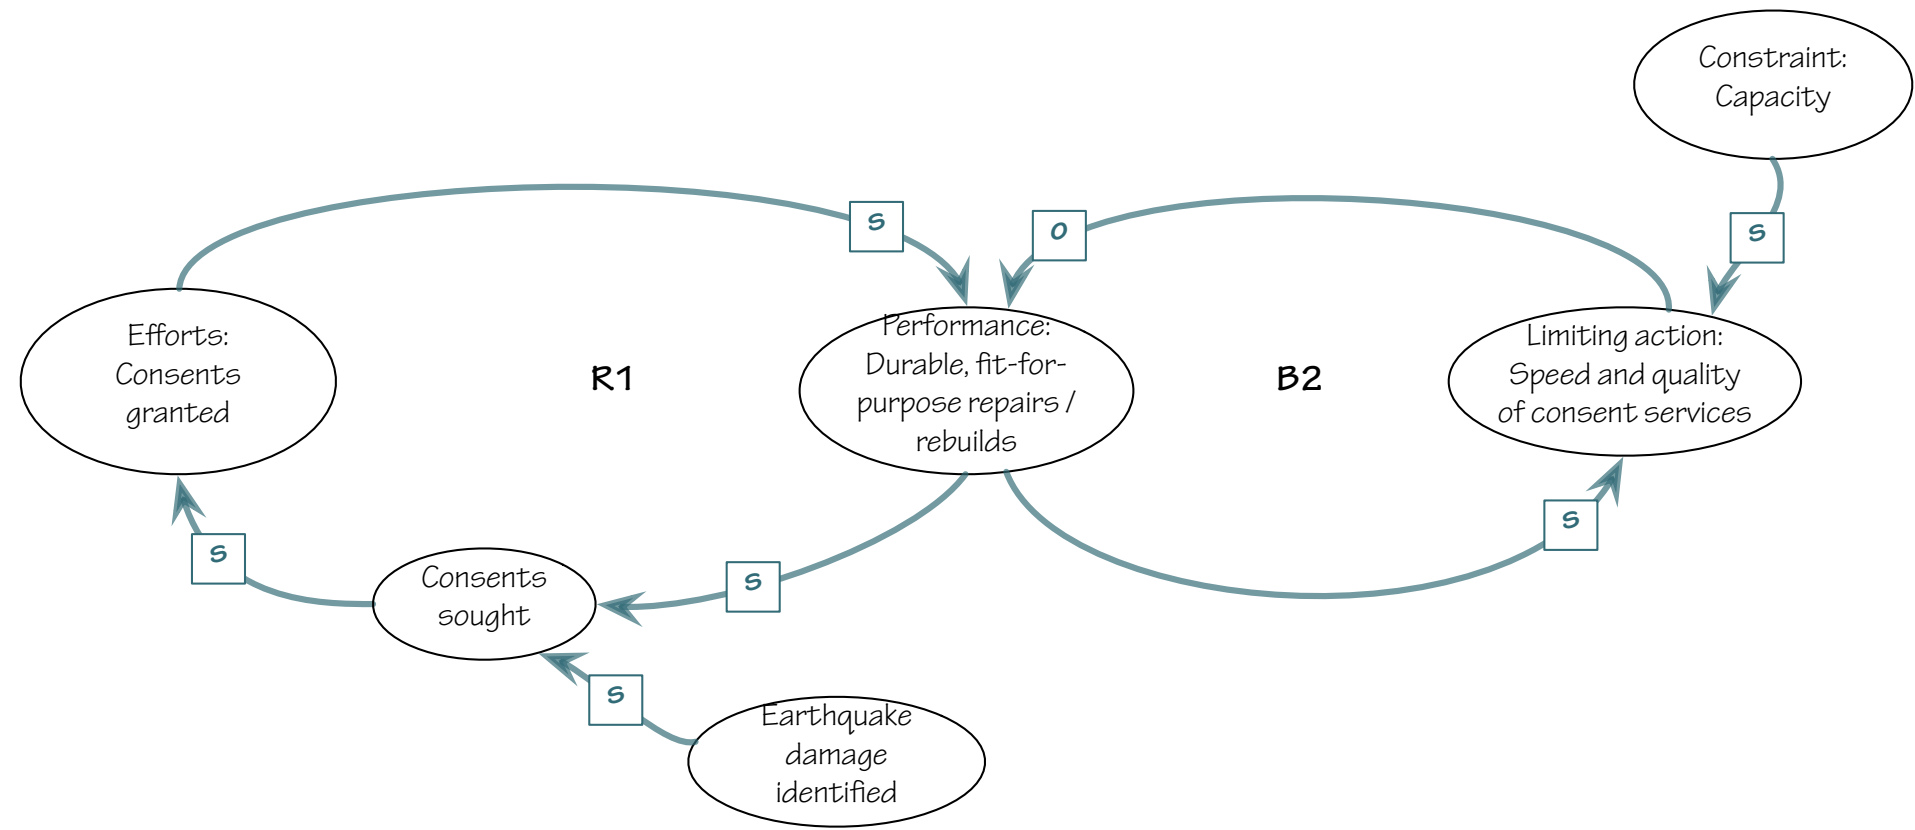 Constraint:
Capacity
S
O
S
Efforts:
Consents
granted
R1
Performance:
Durable, fit-for-
purpose repairs /
rebuilds
B2
Limiting action:
Speed and quality
of consent services
S
S
S
Consents
sought
S
Earthquake
damage
identified